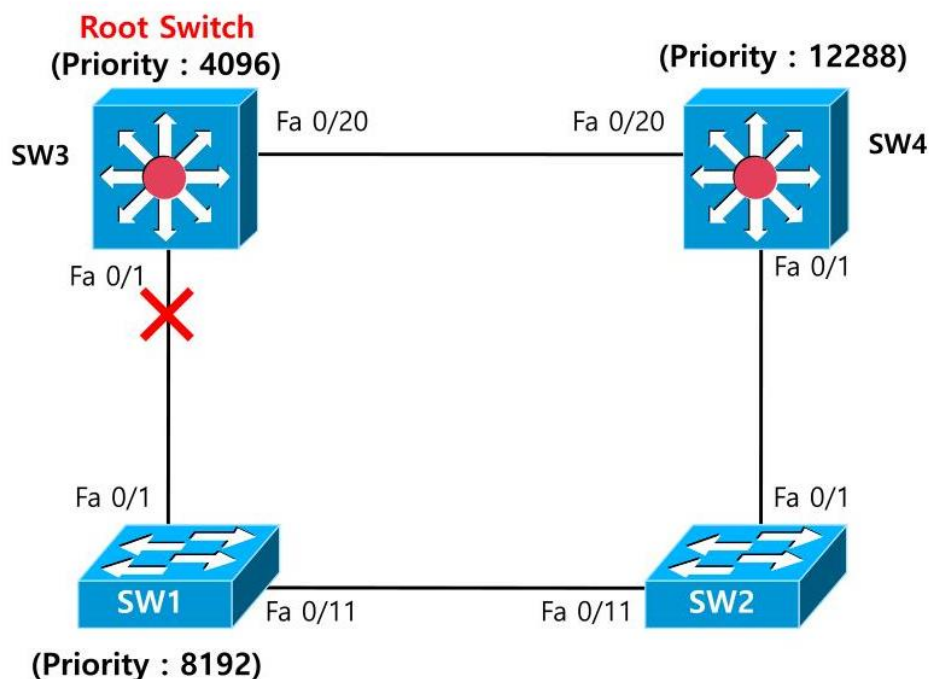 Root Switch
(Priority : 4096)
(Priority : 12288)
SW3
Fa 0/20
Fa 0/20
SW4
Fa 0/1
Fa 0/1
Fa 0/1
Fa 0/1
SW1
Fa 0/11
Fa 0/11
SW2
(Priority : 8192)